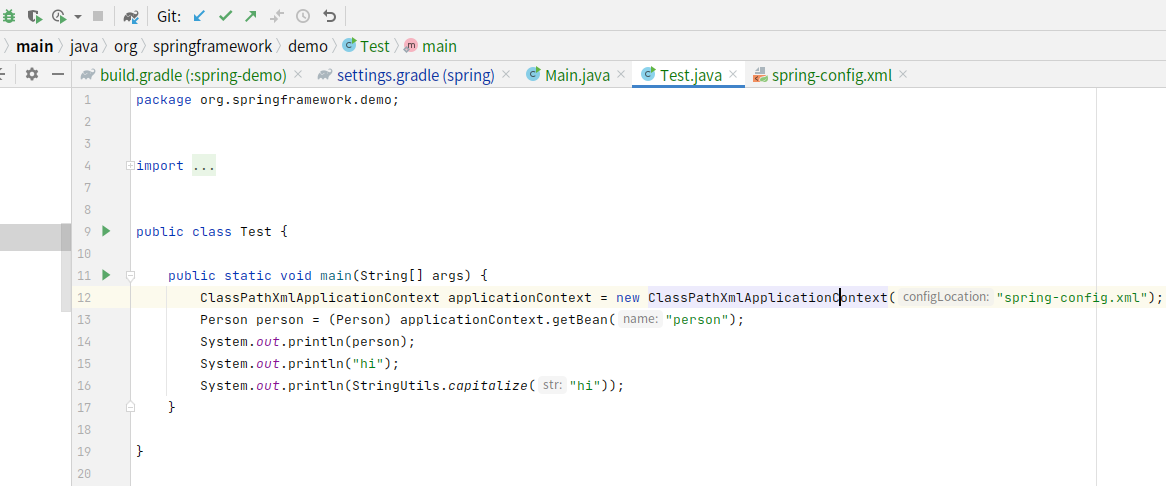 Git:
main java org springframework demo Test main
build.gradle (:spring-demo) settings.gradle (spring) Main.java Test.java spring-config.xml
1 package org.springframework.demo;
2
3
4 import ...
7
8
9 public class Test {
10
11 public static void main(String[] args) {
12 ClassPathXmlApplicationContext applicationContext = new ClassPathXmlApplicationContext( configLocation: "spring-config.xml");
13 Person person = (Person) applicationContext.getBean( name: "person");
14 System.out.println(person);
15 System.out.println("hi");
16 System.out.println(StringUtils.capitalize( str: "hi"));
17 }
18
19 }
20